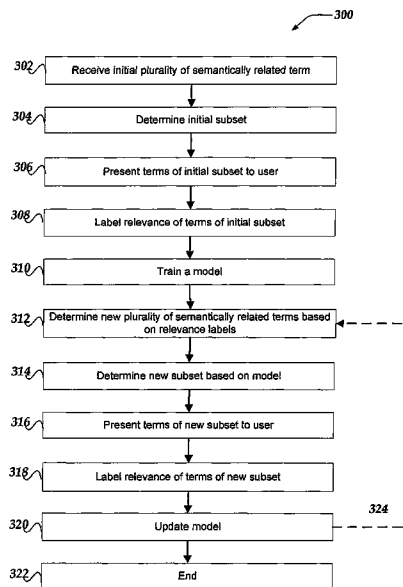 300
302 Receive initial plurality of semantically related term
304 Determine initial subset
306 Present terms of initial subset to user
308 Label relevance of terms of initial subset
310 Train a model
312 Determine new plurality of semantically related terms based
on relevance labels
314 Determine new subset based on model
316 Present terms of new subset to user
318 Label relevance of terms of new subset
324
320 Update model
322 End